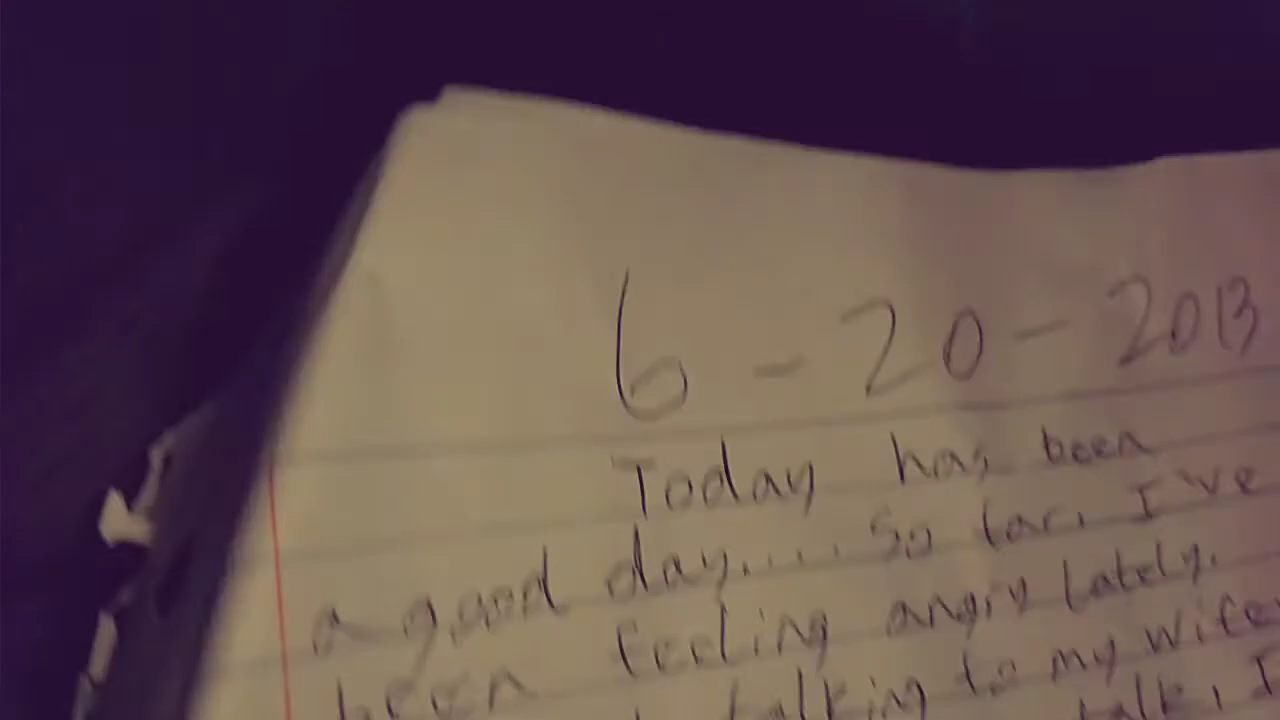 6 - 20 - 2013
Today has been
a good day.... So far. I've
been feeling angry lately.
talking to my wife
talk, I